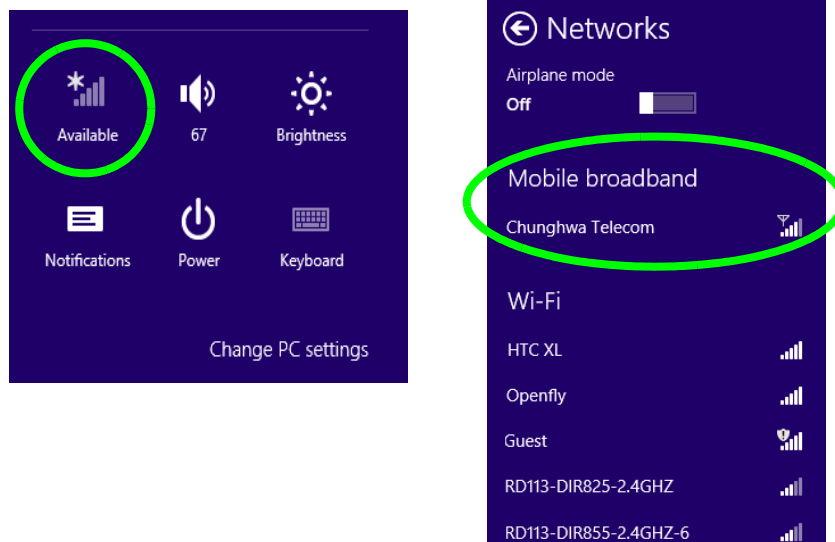 Available
67
Brightness
Notifications
Power
Keyboard
Change PC settings
Networks
Airplane mode
Off
Mobile broadband
Chunghwa Telecom
Wi-Fi
HTC XL
Openfly
Guest
RD113-DIR825-2.4GHZ
RD113-DIR855-2.4GHZ-6